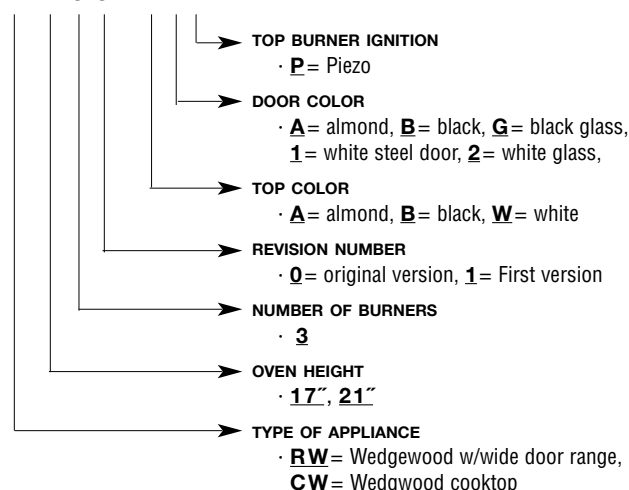 TOP BURNER IGNITION
· P= Piezo
DOOR COLOR
· A= almond, B= black, G= black glass,
1= white steel door, 2= white glass,
TOP COLOR
· A= almond, B= black, W= white
REVISION NUMBER
· 0= original version, 1= First version
NUMBER OF BURNERS
· 3
OVEN HEIGHT
· 17˝, 21˝
TYPE OF APPLIANCE
· RW= Wedgewood w/wide door range,
CW= Wedgwood cooktop